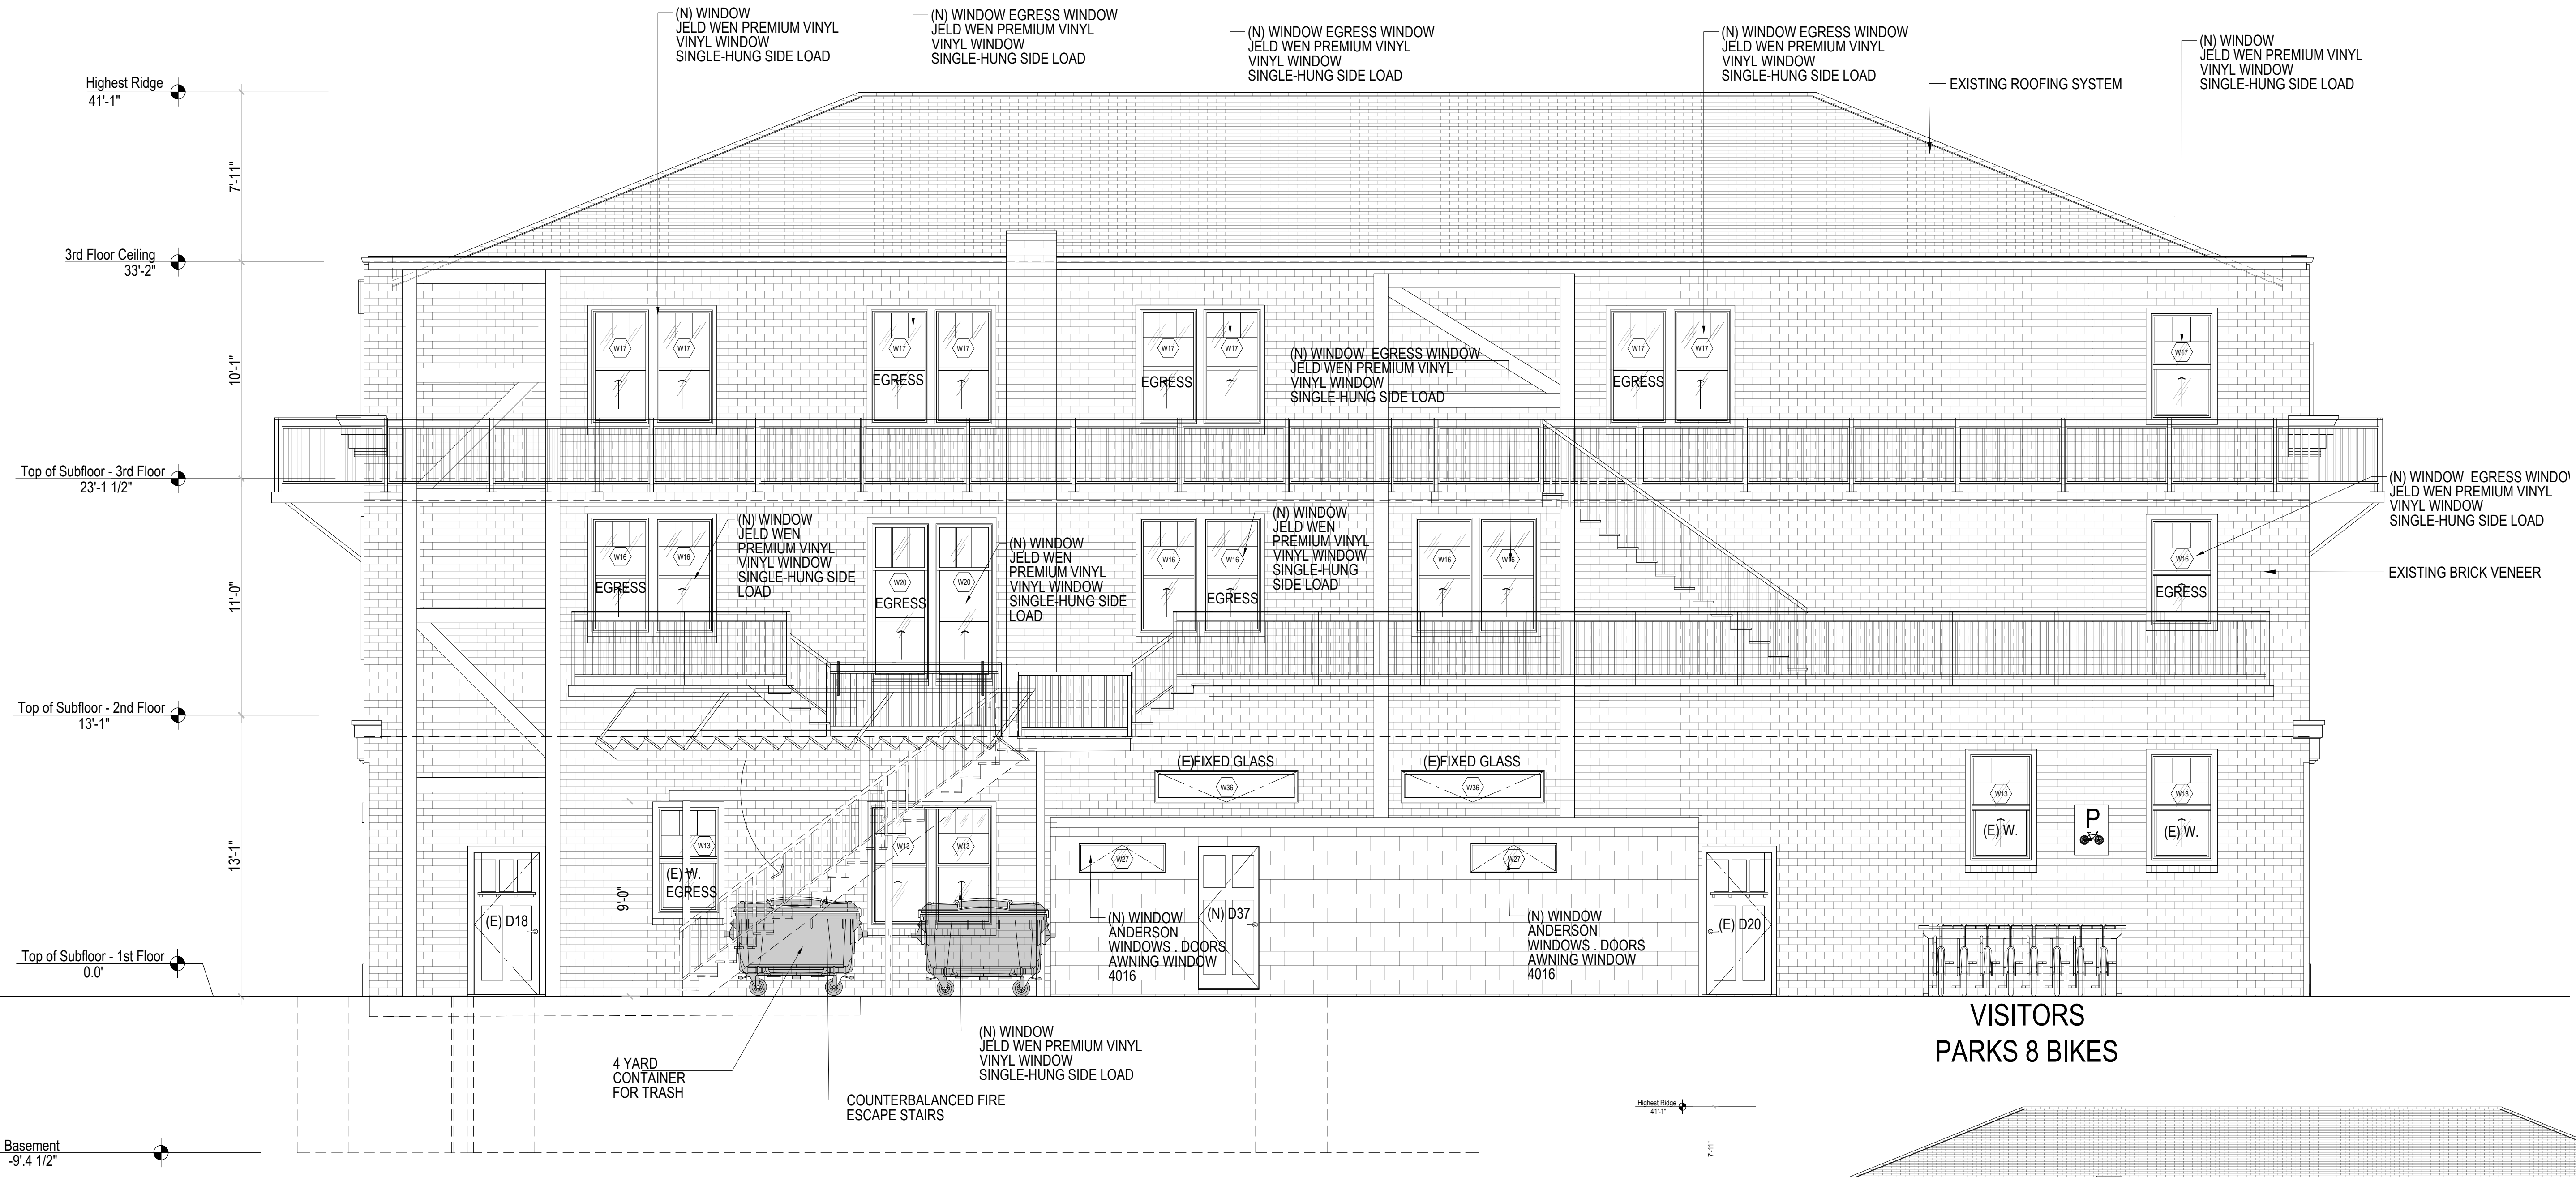 (N) WINDOW
JELD WEN PREMIUM VINYL
VINYL WINDOW
SINGLE-HUNG SIDE LOAD
(N) WINDOW EGRESS WINDOW
JELD WEN PREMIUM VINYL
VINYL WINDOW
SINGLE-HUNG SIDE LOAD
(N) WINDOW EGRESS WINDOW
JELD WEN PREMIUM VINYL
VINYL WINDOW
SINGLE-HUNG SIDE LOAD
(N) WINDOW EGRESS WINDOW
JELD WEN PREMIUM VINYL
VINYL WINDOW
SINGLE-HUNG SIDE LOAD
(N) WINDOW
JELD WEN PREMIUM VINYL
VINYL WINDOW
SINGLE-HUNG SIDE LOAD
EXISTING ROOFING SYSTEM
Highest Ridge
41'-1"
7'-11"
3rd Floor Ceiling
33'-2"
10'-1"
W17
W17
W17
W17
W17
W17
W17
W17
W17
EGRESS
EGRESS
EGRESS
(N) WINDOW EGRESS WINDOW
JELD WEN PREMIUM VINYL
VINYL WINDOW
SINGLE-HUNG SIDE LOAD
Top of Subfloor - 3rd Floor
23'-1 1/2"
(N) WINDOW EGRESS WINDO
JELD WEN PREMIUM VINYL
VINYL WINDOW
SINGLE-HUNG SIDE LOAD
(N) WINDOW
JELD WEN
PREMIUM VINYL
VINYL WINDOW
SINGLE-HUNG SIDE
LOAD
(N) WINDOW
JELD WEN
PREMIUM VINYL
VINYL WINDOW
SINGLE-HUNG SIDE
LOAD
(N) WINDOW
JELD WEN
PREMIUM VINYL
VINYL WINDOW
SINGLE-HUNG
SIDE LOAD
W16
W16
W20
W20
W16
W16
W16
W16
W16
EGRESS
EGRESS
EGRESS
EGRESS
EXISTING BRICK VENEER
11'-0"
Top of Subfloor - 2nd Floor
13'-1"
(E)FIXED GLASS
W36
(E)FIXED GLASS
W36
W13
(E) W.
P
W13
(E) W.
13'-1"
9'-0"
W13
(E) W.
EGRESS
W13
W13
W27
W27
(E) D18
(N) D37
(E) D20
(N) WINDOW
ANDERSON
WINDOWS . DOORS
AWNING WINDOW
4016
(N) WINDOW
ANDERSON
WINDOWS . DOORS
AWNING WINDOW
4016
Top of Subfloor - 1st Floor
0.0'
VISITORS
PARKS 8 BIKES
(N) WINDOW
JELD WEN PREMIUM VINYL
VINYL WINDOW
SINGLE-HUNG SIDE LOAD
4 YARD
CONTAINER
FOR TRASH
COUNTERBALANCED FIRE
ESCAPE STAIRS
Basement
-9'.4 1/2"
Highest Ridge
41'-1"
7'-11"